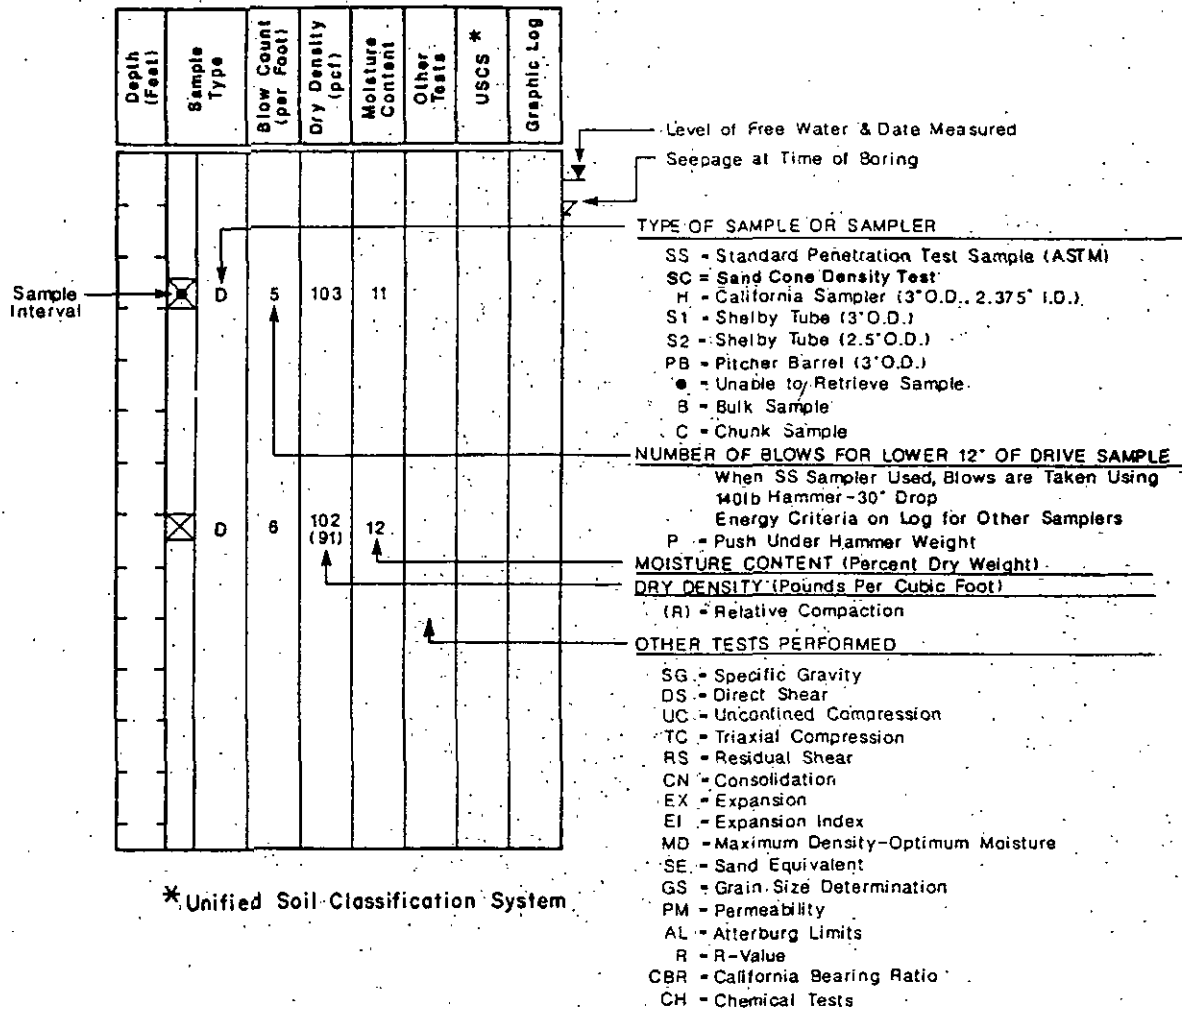 Depth (Feet)
Sample Type
Blow Count (per Foot)
Dry Density (pcf)
Moisture Content
Other Tests
USCS *
Graphic Log
Level of Free Water & Date Measured
Seepage at Time of Boring
TYPE OF SAMPLE OR SAMPLER
SS - Standard Penetration Test Sample (ASTM)
SC = Sand Cone Density Test
H - California Sampler (3" O.D., 2.375" I.D.)
S1 - Shelby Tube (3" O.D.)
S2 - Shelby Tube (2.5" O.D.)
PB - Pitcher Barrel (3" O.D.)
● - Unable to Retrieve Sample
B - Bulk Sample
C - Chunk Sample
Sample Interval
D 5 103 11
NUMBER OF BLOWS FOR LOWER 12" OF DRIVE SAMPLE
When SS Sampler Used, Blows are Taken Using
140lb Hammer-30" Drop
Energy Criteria on Log for Other Samplers
P - Push Under Hammer Weight
D 6 102 (91) 12
MOISTURE CONTENT (Percent Dry Weight)
DRY DENSITY (Pounds Per Cubic Foot)
(R) - Relative Compaction
OTHER TESTS PERFORMED
SG - Specific Gravity
DS - Direct Shear
UC - Unconfined Compression
TC - Triaxial Compression
RS - Residual Shear
CN - Consolidation
EX - Expansion
EI - Expansion Index
MD - Maximum Density-Optimum Moisture
SE - Sand Equivalent
GS - Grain Size Determination
PM - Permeability
AL - Atterburg Limits
R - R-Value
CBR - California Bearing Ratio
CH - Chemical Tests
* Unified Soil Classification System